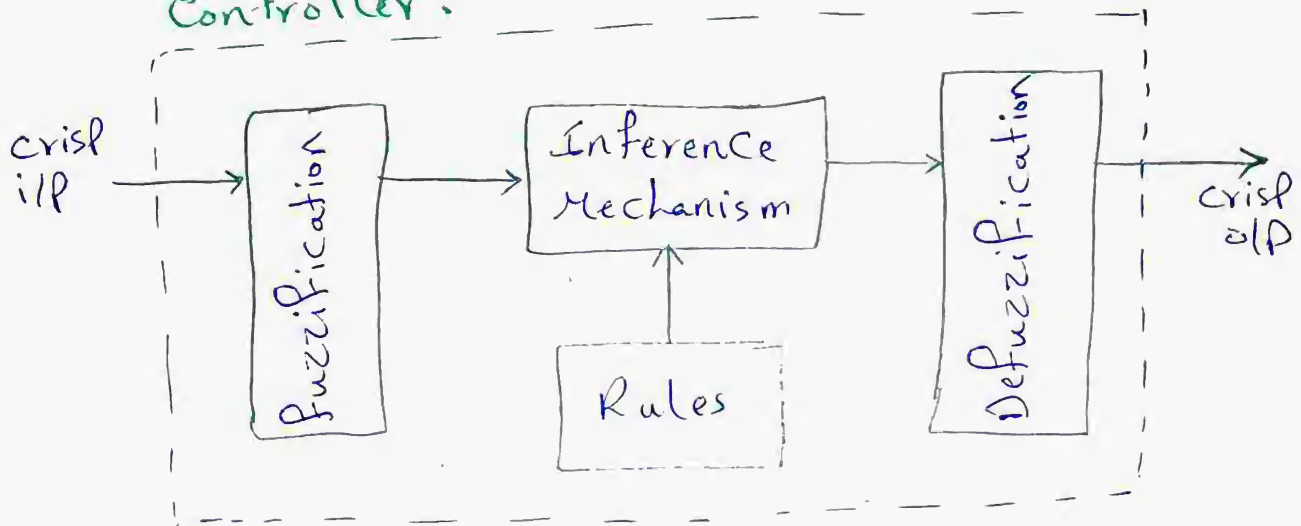 Controller.
crisp
i/p
fuzzification
Inference
Mechanism
Rules
Defuzzification
crisp
o/p